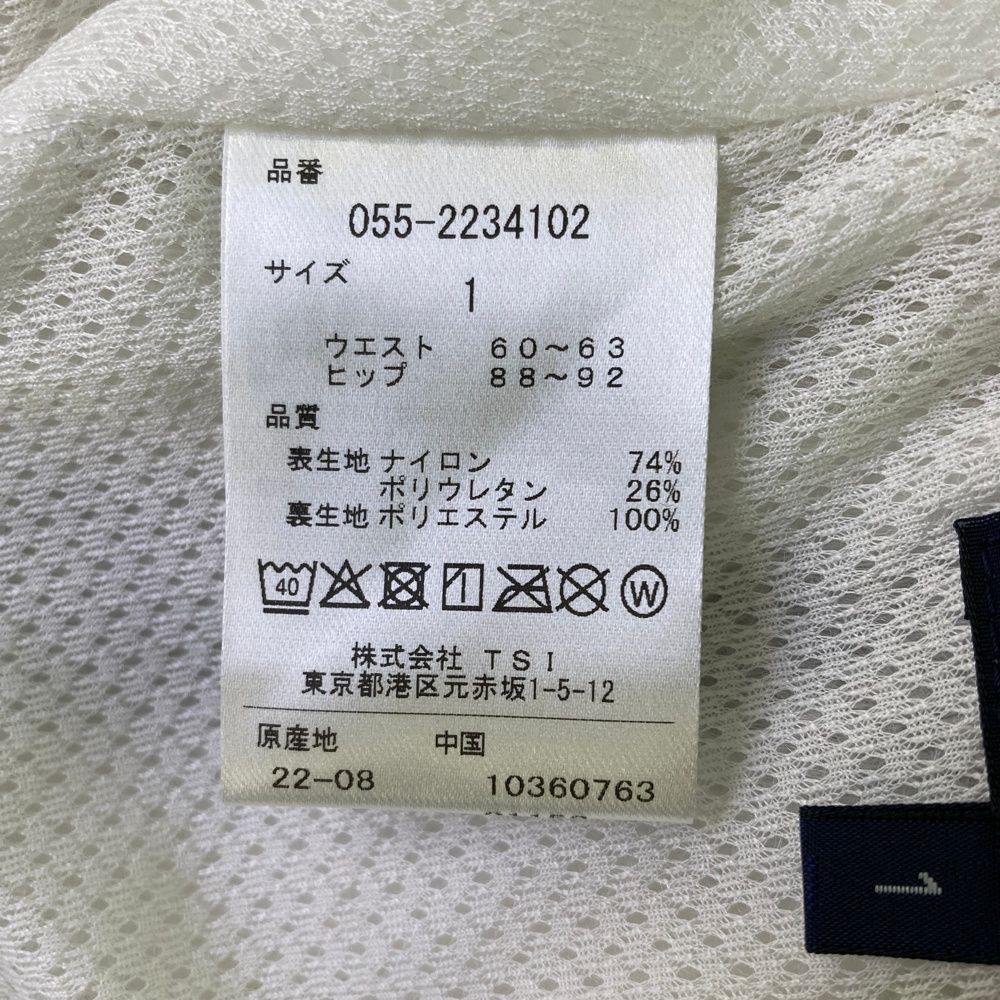 品番
055-2234102
サイズ
1
ウエスト 60～63
ヒップ 88～92
品質
表生地 ナイロン 74%
ポリウレタン 26%
裏生地 ポリエステル 100%
40
W
株式会社 TSI
東京都港区元赤坂1-5-12
原産地 中国
22-08 10360763
1